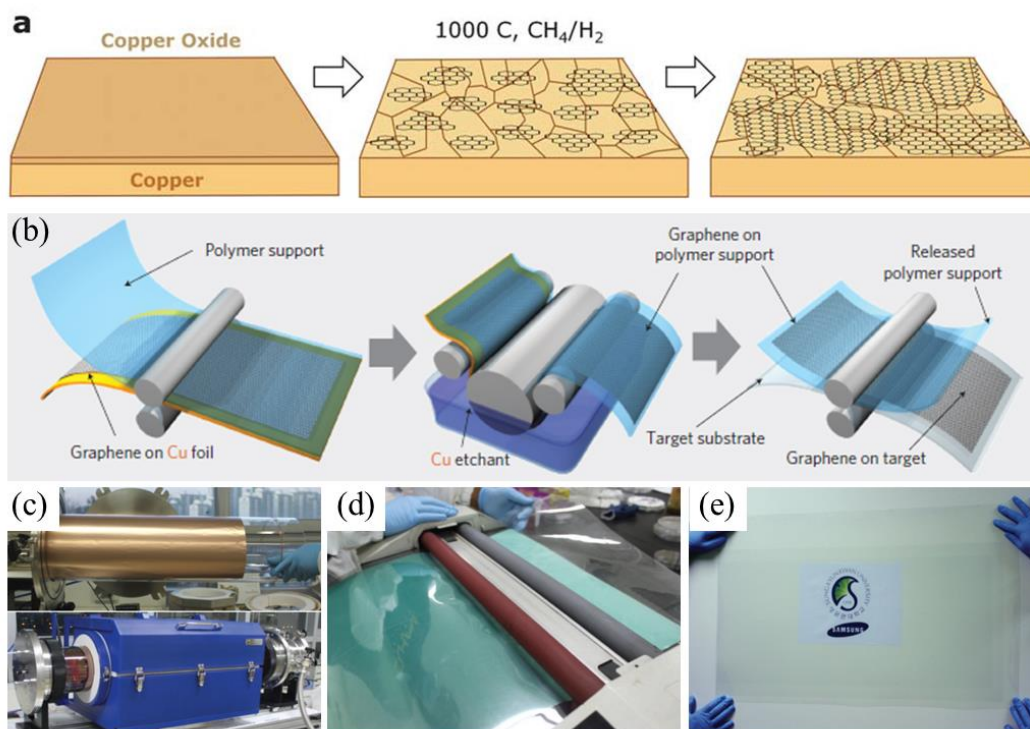 a
Copper Oxide
1000 C, CH₄/H₂
Copper
(b)
Polymer support
Graphene on
polymer support
Released
polymer support
Graphene on Cu foil
Cu etchant
Target substrate
Graphene on target
(c)
(d)
(e)
SAMSUNG